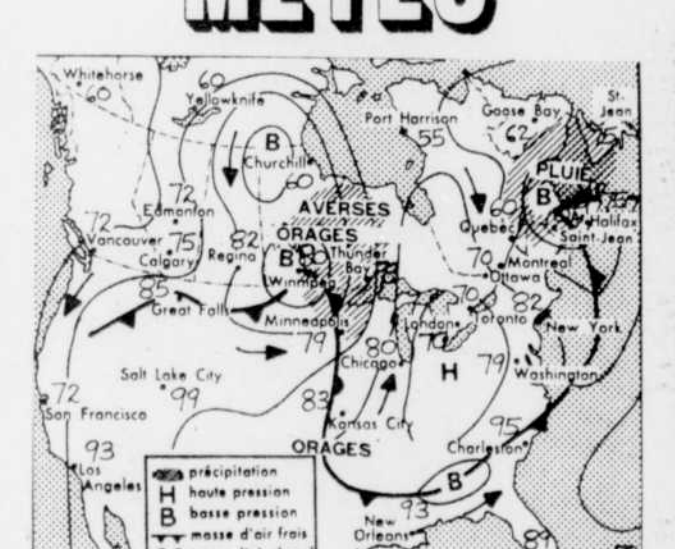 MÉTÉO
Whitehorse
60
60
Yellowknife
Port Harrison
55
Goose Bay
62
St-Jean
B
Churchill
60
PLUIE
B
AVERSES
ORAGES
72
Edmonton
72
Vancouver
75
Calgary
82
Regina
B
80
Thunder
Bay
Winnipeg
60
Québec
Halifax
Saint-Jean
70
Montreal
Ottawa
85
Great Falls
Minneapolis
79
London
70
Toronto
82
New York
Salt Lake City
99
80
Chicago
H
79
Washington
72
San Francisco
83
Kansas City
95
Charleston
93
Los
Angeles
ORAGES
B
93
New
Orleans
précipitation
H haute pression
B basse pression
masse d'air frais